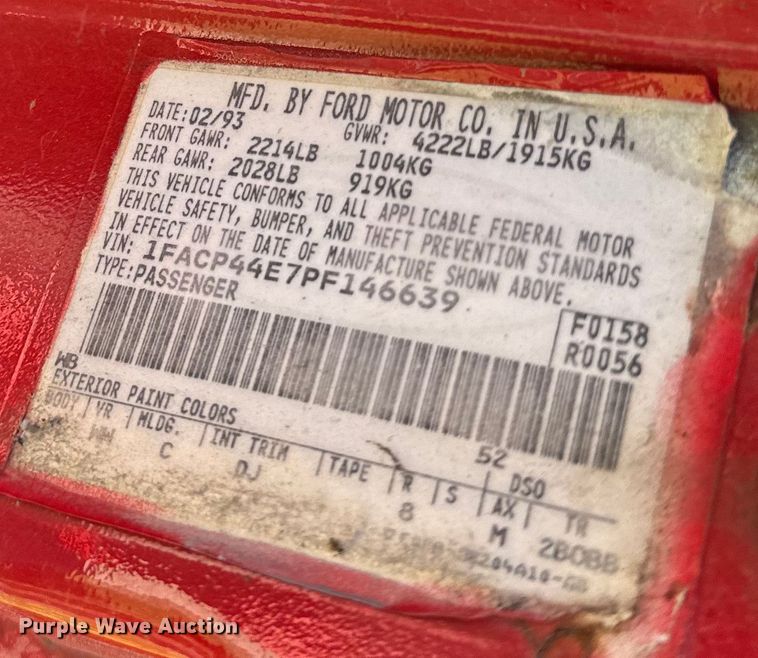 MFD. BY FORD MOTOR CO. IN U.S.A.
DATE:02/93 GVWR: 4222LB/1915KG
FRONT GAWR: 2214LB 1004KG
REAR GAWR: 2028LB 919KG
THIS VEHICLE CONFORMS TO ALL APPLICABLE FEDERAL MOTOR
VEHICLE SAFETY, BUMPER, AND THEFT PREVENTION STANDARDS
IN EFFECT ON THE DATE OF MANUFACTURE SHOWN ABOVE.
VIN: 1FACP44E7PF146639
TYPE:PASSENGER
F0158
R0056
WB 52
EXTERIOR PAINT COLORS DSO
BODY YR MLDG. INT TRIM TAPE R S AX TR
C DJ 8 M
Purple Wave Auction